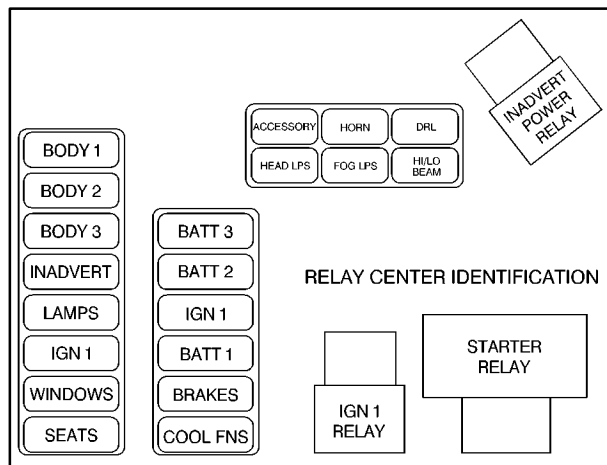 INADVERT
POWER
RELAY
ACCESSORY
HORN
DRL
HEAD LPS
FOG LPS
HI/LO
BEAM
BODY 1
BODY 2
BODY 3
INADVERT
LAMPS
IGN 1
WINDOWS
SEATS
BATT 3
BATT 2
IGN 1
BATT 1
BRAKES
COOL FNS
RELAY CENTER IDENTIFICATION
IGN 1
RELAY
STARTER
RELAY